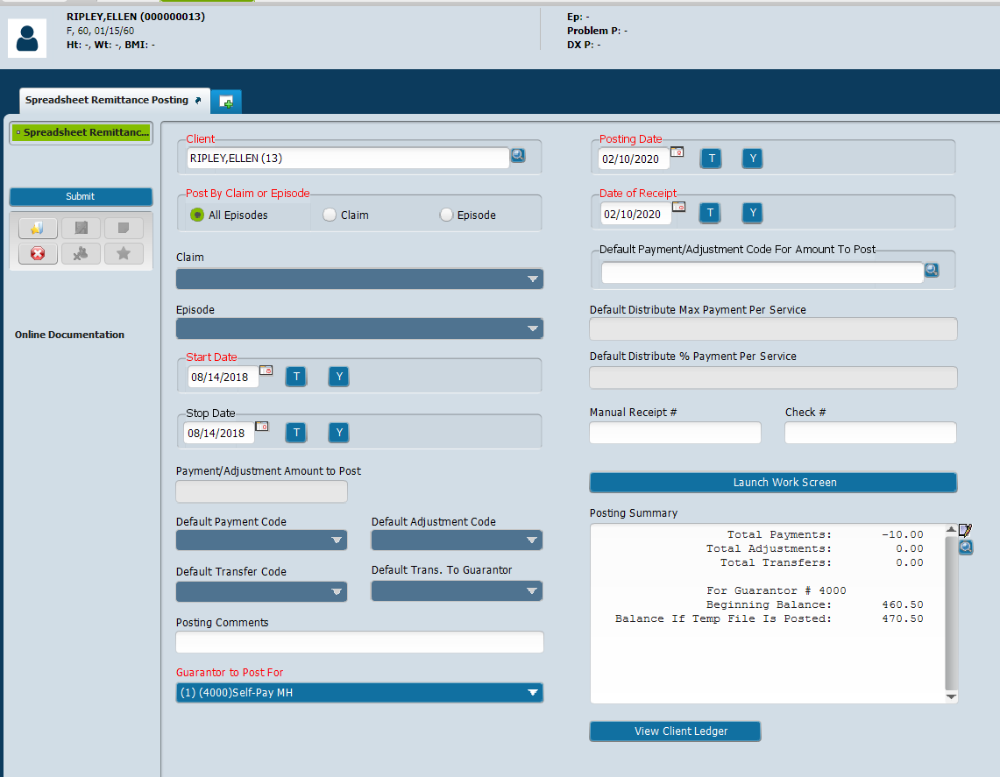 RIPLEY,ELLEN (000000013)
F, 60, 01/15/60
Ht: -, Wt: -, BMI: -
Ep: -
Problem P: -
DX P: -
Spreadsheet Remittance Posting
Spreadsheet Remittanc...
Submit
Online Documentation
Client
RIPLEY,ELLEN (13)
Post By Claim or Episode
All Episodes
Claim
Episode
Claim
Episode
Start Date
08/14/2018
T
Y
Stop Date
08/14/2018
T
Y
Payment/Adjustment Amount to Post
Default Payment Code
Default Adjustment Code
Default Transfer Code
Default Trans. To Guarantor
Posting Comments
Guarantor to Post For
(1) (4000)Self-Pay MH
Posting Date
02/10/2020
T
Y
Date of Receipt
02/10/2020
T
Y
Default Payment/Adjustment Code For Amount To Post
Default Distribute Max Payment Per Service
Default Distribute % Payment Per Service
Manual Receipt #
Check #
Launch Work Screen
Posting Summary
Total Payments: -10.00
Total Adjustments: 0.00
Total Transfers: 0.00
For Guarantor # 4000
Beginning Balance: 460.50
Balance If Temp File Is Posted: 470.50
View Client Ledger